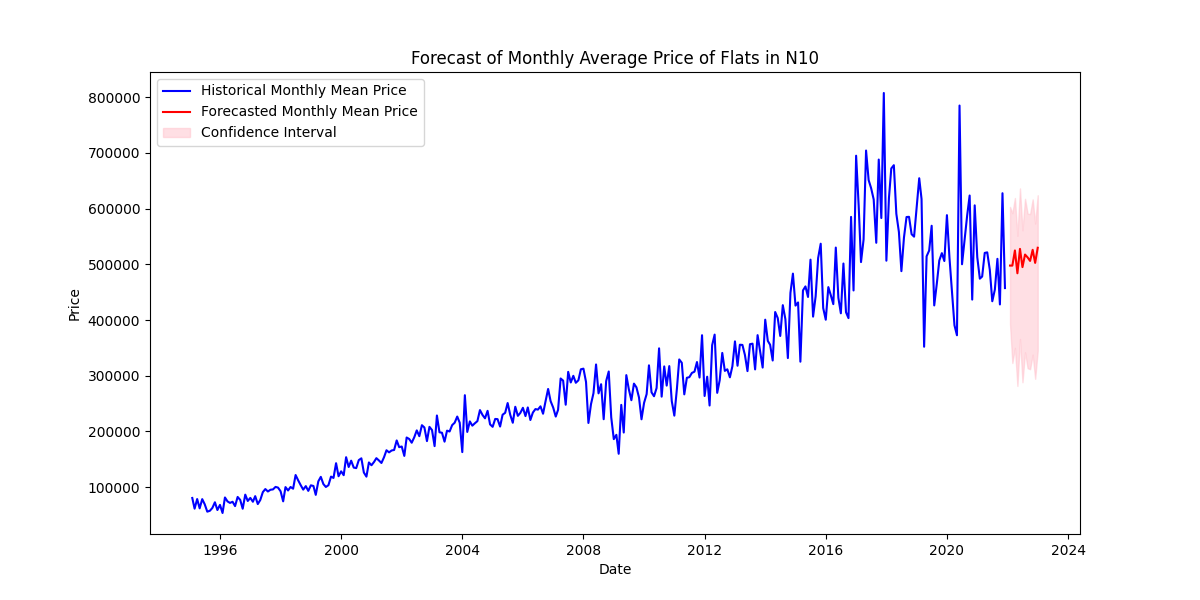 Forecast of Monthly Average Price of Flats in N10
Historical Monthly Mean Price
Forecasted Monthly Mean Price
Confidence Interval
800000
700000
600000
500000
400000
300000
200000
100000
Price
1996 2000 2004 2008 2012 2016 2020 2024
Date